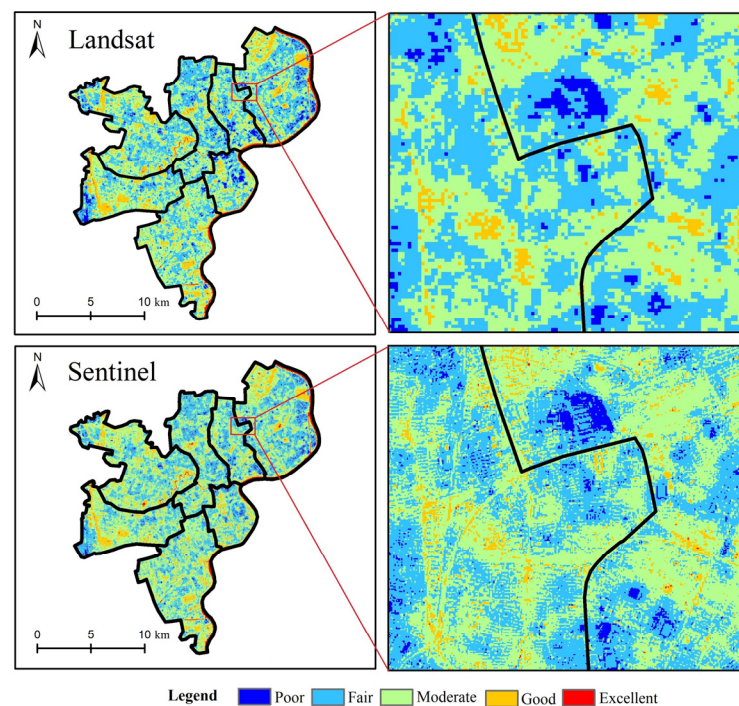 N
Landsat
0 5 10 km
N
Sentinel
0 5 10 km
Legend Poor Fair Moderate Good Excellent